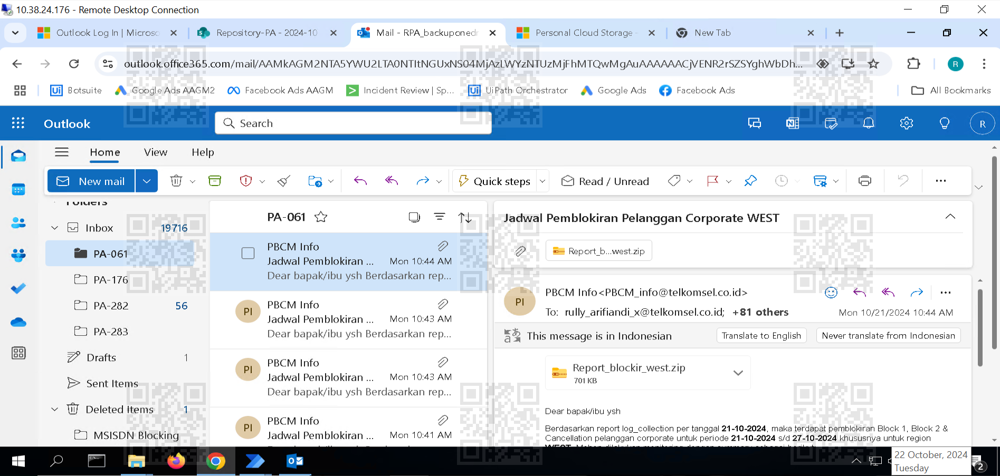 10.38.24.176 - Remote Desktop Connection
Outlook Log In | Microso
Repository-PA - 2024-10
Mail - RPA_backuponedr
Personal Cloud Storage -
New Tab
outlook.office365.com/mail/AAMkAGM2NTA5YWU2LTA0NTItNGUxNS04MjAzLWYzNTUzMjFhMTQwMgAuAAAAAACjVENR2rSZSYghWbDh...
R
Botsuite
Google Ads AAGM2
Facebook Ads AAGM
Incident Review | Sp...
UiPath Orchestrator
Google Ads
Facebook Ads
All Bookmarks
Outlook
Search
R
Home
View
Help
New mail
Quick steps
Read / Unread
Folders
Inbox 19716
PA-061
PA-176
PA-282 56
PA-283
Drafts 1
Sent Items
Deleted Items 1
MSISDN Blocking
PA-061
PBCM Info
Jadwal Pemblokiran ... Mon 10:44 AM
Dear bapak/ibu ysh Berdasarkan rep...
PI
PBCM Info
Jadwal Pemblokiran ... Mon 10:43 AM
Dear bapak/ibu ysh Berdasarkan rep...
PI
PBCM Info
Jadwal Pemblokiran ... Mon 10:43 AM
Dear bapak/ibu ysh Berdasarkan rep...
PI
PBCM Info
Jadwal Pemblokiran ... Mon 10:41 AM
Jadwal Pemblokiran Pelanggan Corporate WEST
Report_b...west.zip
PI
PBCM Info<PBCM_info@telkomsel.co.id>
To: rully_arifiandi_x@telkomsel.co.id; +81 others
Mon 10/21/2024 10:44 AM
This message is in Indonesian
Translate to English
Never translate from Indonesian
Report_blockir_west.zip
701 KB
Dear bapak/ibu ysh
Berdasarkan report log_collection per tanggal 21-10-2024, maka terdapat pemblokiran Block 1, Block 2 &
Cancellation pelanggan corporate untuk periode 21-10-2024 s/d 27-10-2024 khususnya untuk region
22 October, 2024
Tuesday
2